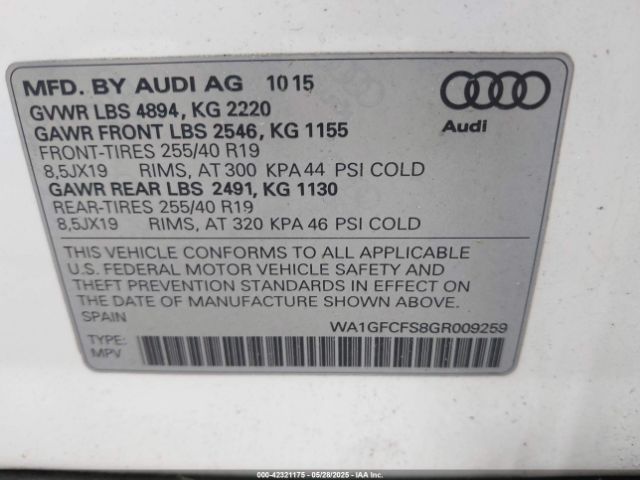 MFD. BY AUDI AG 10 15
GVWR LBS 4894, KG 2220
GAWR FRONT LBS 2546, KG 1155
FRONT-TIRES 255/40 R19
8,5JX19 RIMS, AT 300 KPA 44 PSI COLD
GAWR REAR LBS 2491, KG 1130
REAR-TIRES 255/40 R19
8,5JX19 RIMS, AT 320 KPA 46 PSI COLD
Audi
THIS VEHICLE CONFORMS TO ALL APPLICABLE
U.S. FEDERAL MOTOR VEHICLE SAFETY AND
THEFT PREVENTION STANDARDS IN EFFECT ON
THE DATE OF MANUFACTURE SHOWN ABOVE.
SPAIN
WA1GFCFS8GR009259
TYPE
MPV
000-42321175 — 05/28/2025 — IAA Inc.